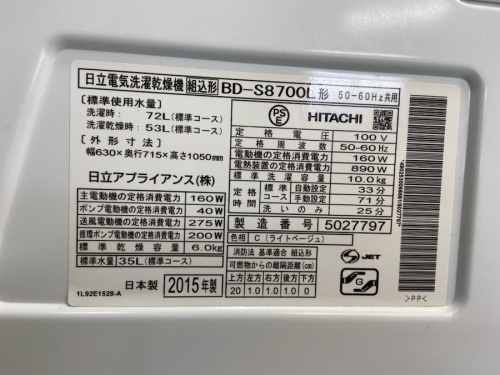 日立電気洗濯乾燥機 組込形 BD-S8700L形 50-60Hz共用
[標準使用水量]
洗濯時: 72L(標準コース)
洗濯乾燥時: 53L(標準コース)
[外形寸法]
幅630×奥行715×高さ1050mm
日立アプライアンス(株)
主電動機の定格消費電力 160W
ポンプ電動機の定格消費電力 40W
送風電動機の定格消費電力 275W
循環ポンプ電動機の定格消費電力 200W
標準乾燥容量 6.0kg
標準水量 35L(標準コース)
日本製 2015年製
1L92E1528-A
PSE HITACHI
定格電圧 100V
定格周波数 50-60Hz
電動機の定格消費電力 160W
電熱装置の定格消費電力 890W
標準洗濯容量 10.0kg
定格時間 標準コース 自動設定 33分
手動設定 71分
洗いのみ 25分
製造番号 5027797
色相 C(ライトベージュ)
消防法 基準適合 組込形
可燃物からの離隔距離(cm)
上方 左方 右方 前方 後方 下方
20 1.0 1.0 0 1.0 0
S JET
G
>PP<